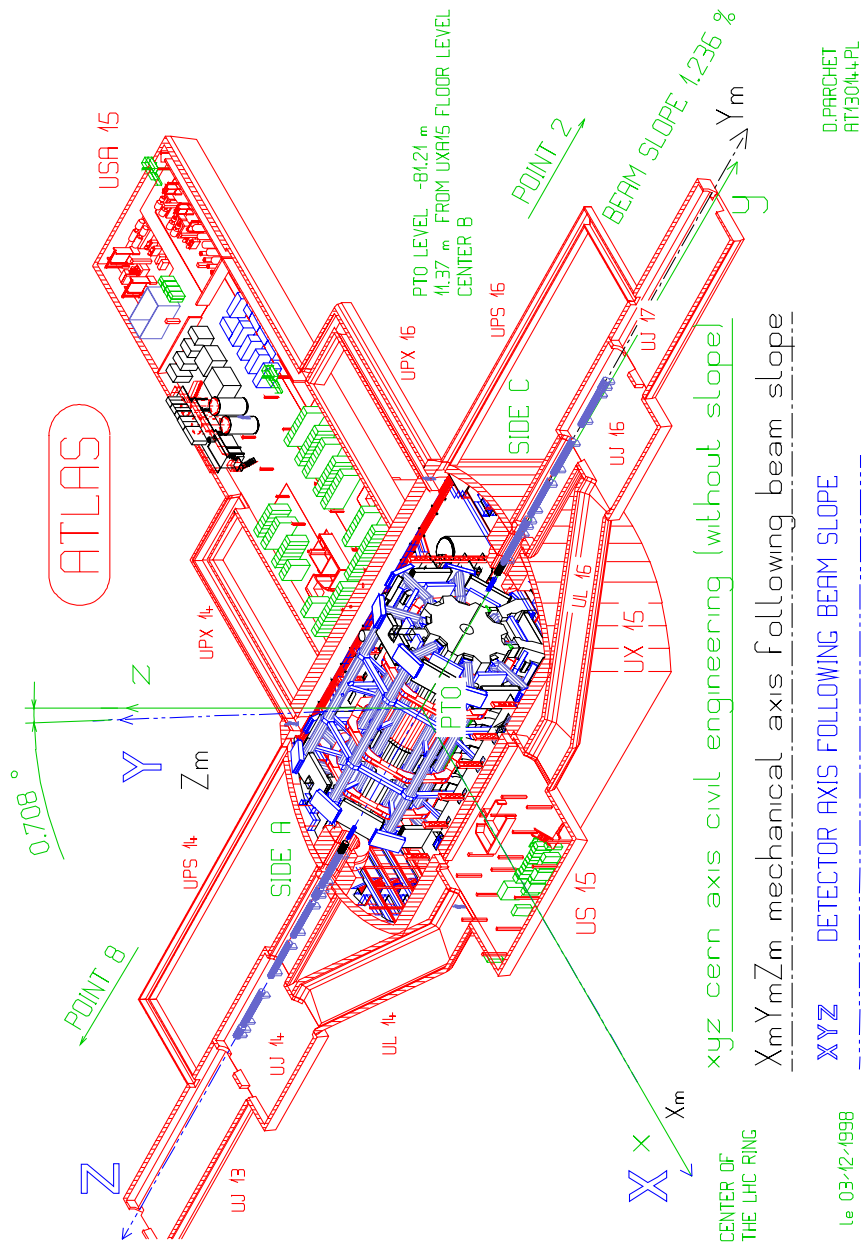 ATLAS
USA 15
0.708 °
Y
z
Zm
UPX 14
UPX 16
PTO LEVEL -81.21 m
11.37 m FROM UXA15 FLOOR LEVEL
CENTER B
POINT 2
BEAM SLOPE 1.236 %
Ym
y
UPS 14
UPS 16
SIDE A
SIDE C
POINT 8
PTO
UJ 17
UJ 16
UL 16
UX 15
US 15
UL 14
UJ 14
UJ 13
Z
X
x
Xm
CENTER OF
THE LHC RING
xyz cern axis civil engineering (without slope)
XmYmZm mechanical axis following beam slope
XYZ DETECTOR AXIS FOLLOWING BEAM SLOPE
le 03/12/1998
D.PARCHET
AT130144PL